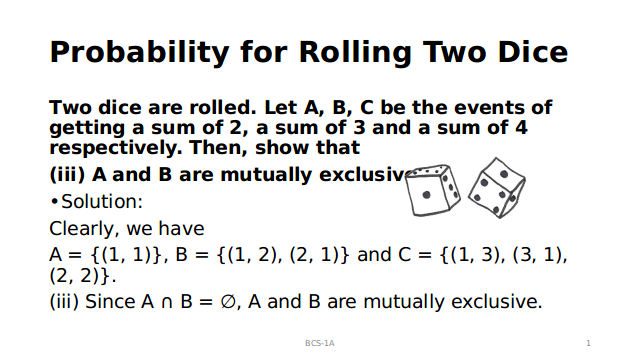 Probability for Rolling Two Dice
Two dice are rolled. Let A, B, C be the events of
getting a sum of 2, a sum of 3 and a sum of 4
respectively. Then, show that
(iii) A and B are mutually exclusiv
•Solution:
Clearly, we have
A = {(1, 1)}, B = {(1, 2), (2, 1)} and C = {(1, 3), (3, 1),
(2, 2)}.
(iii) Since A ∩ B = ∅, A and B are mutually exclusive.
BCS-1A
1